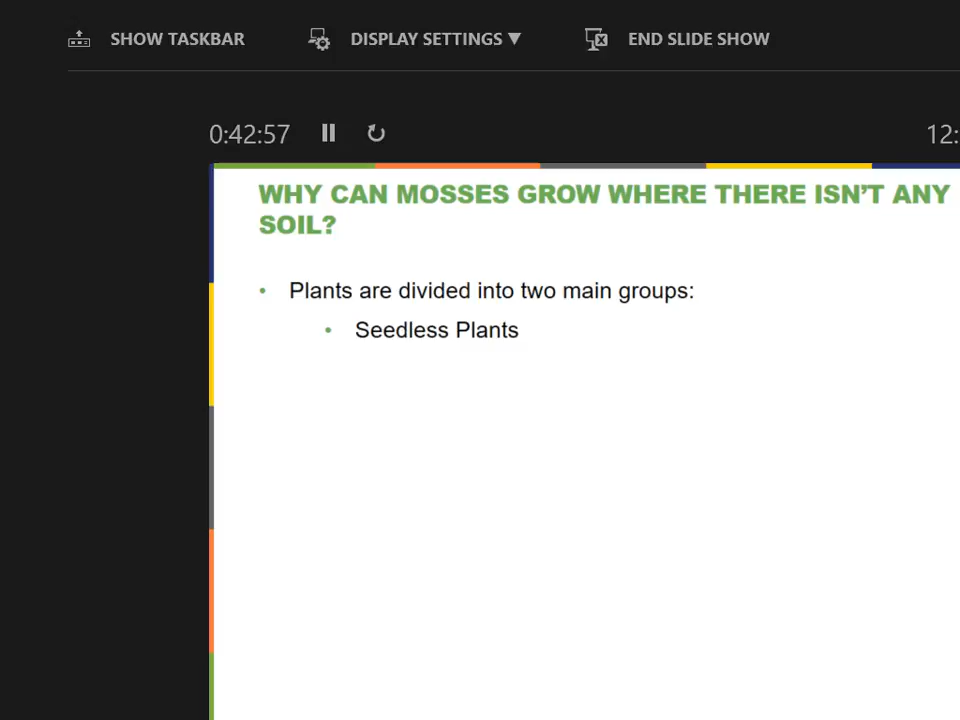 SHOW TASKBAR DISPLAY SETTINGS ▼ END SLIDE SHOW
0:42:57 12:
WHY CAN MOSSES GROW WHERE THERE ISN'T ANY
SOIL?
• Plants are divided into two main groups:
• Seedless Plants